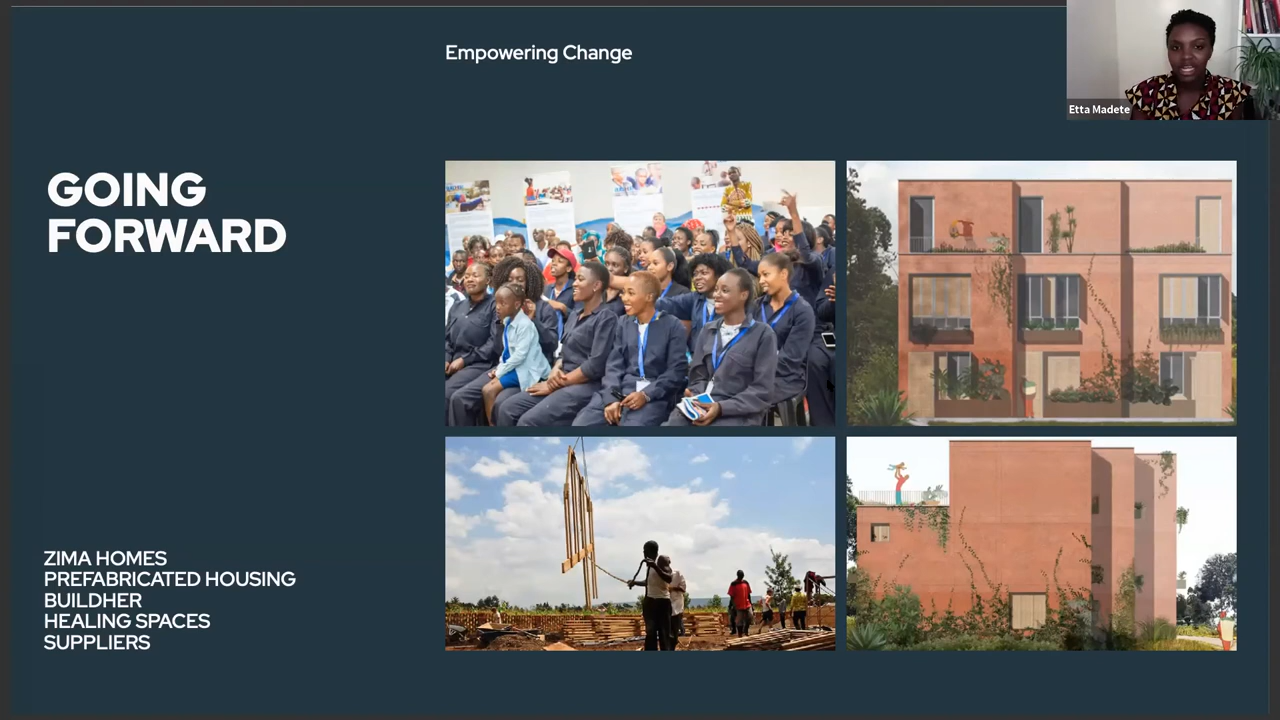 Empowering Change
Etta Madete
GOING
FORWARD
ZIMA HOMES
PREFABRICATED HOUSING
BUILDHER
HEALING SPACES
SUPPLIERS